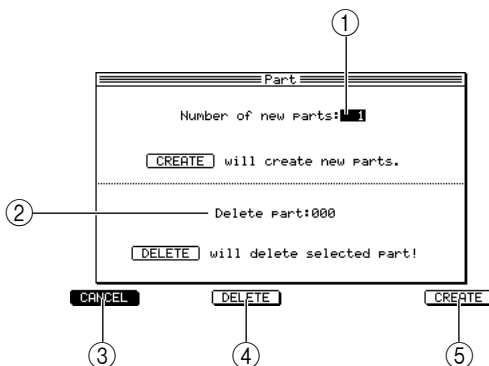 ①
Part
Number of new parts: 1
CREATE will create new parts.
②
Delete part:000
DELETE will delete selected part!
CANCEL DELETE CREATE
③ ④ ⑤